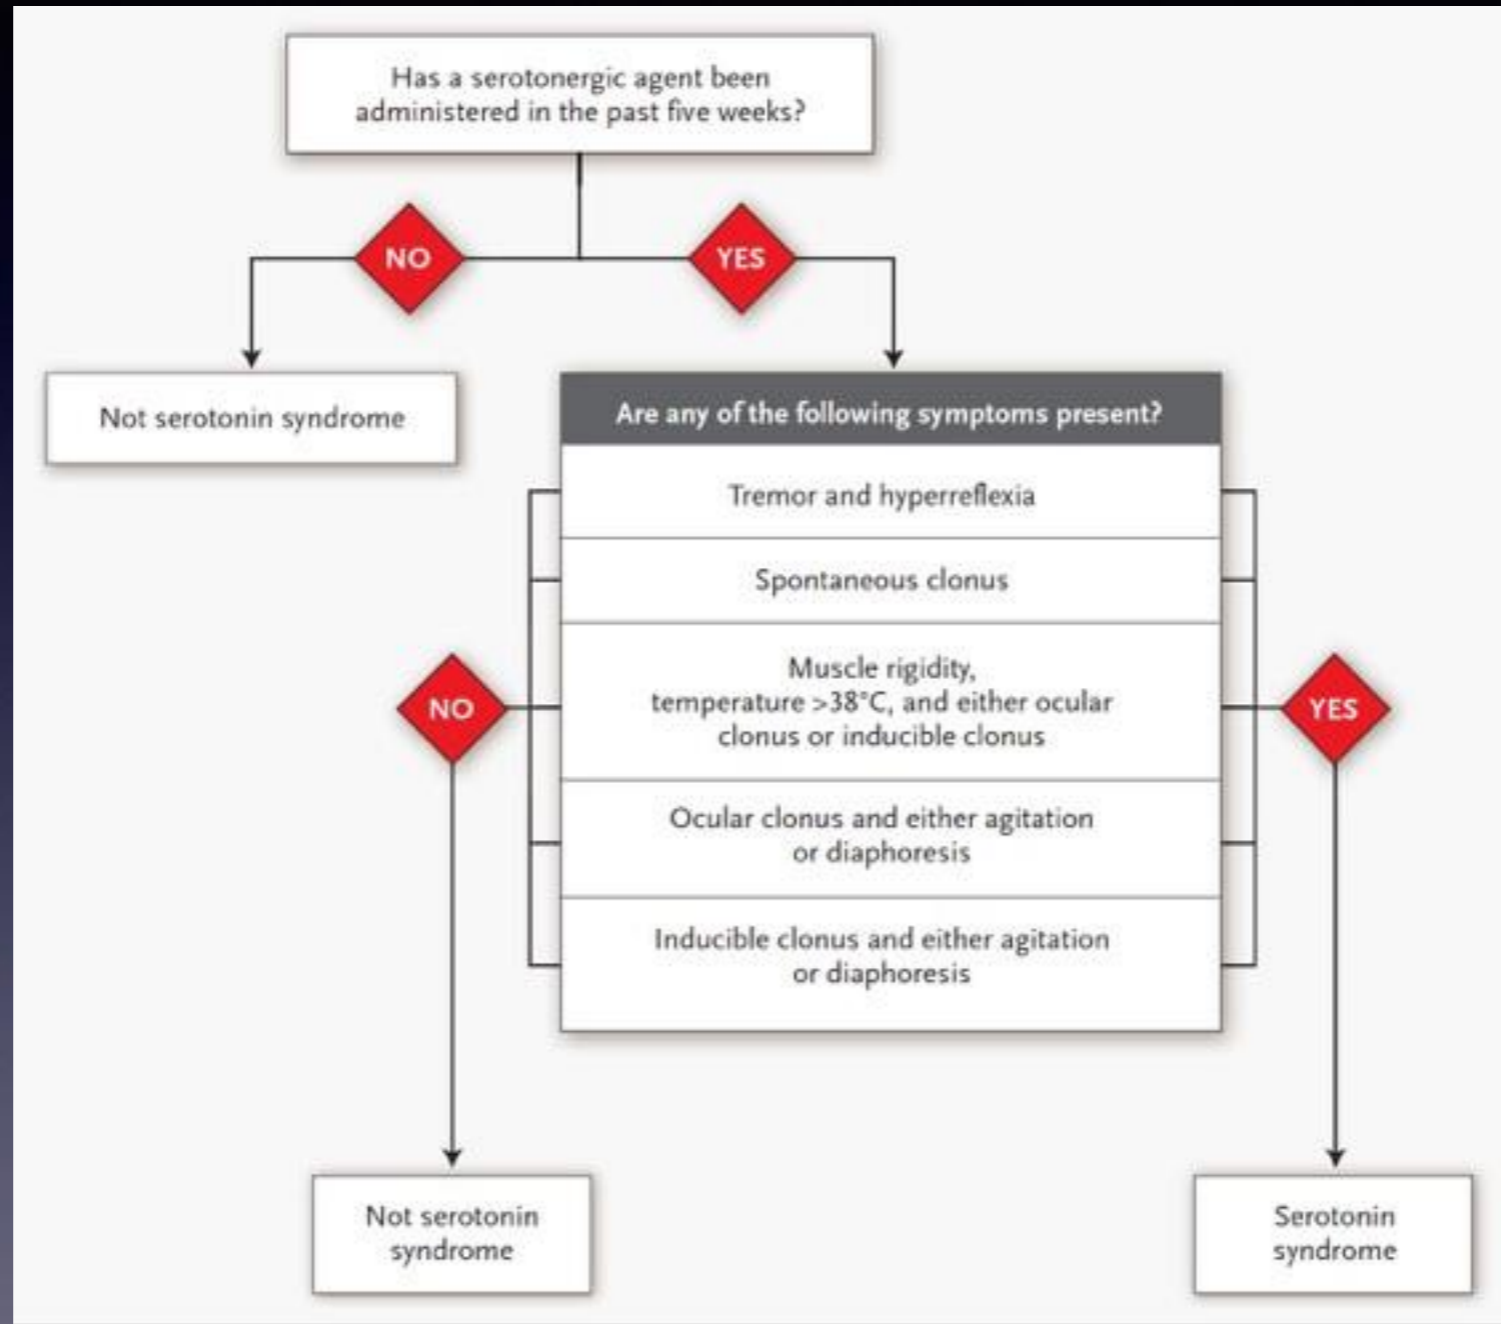 Has a serotonergic agent been
administered in the past five weeks?
NO
YES
Not serotonin syndrome
Are any of the following symptoms present?
Tremor and hyperreflexia
Spontaneous clonus
Muscle rigidity,
temperature >38°C, and either ocular
clonus or inducible clonus
NO
YES
Ocular clonus and either agitation
or diaphoresis
Inducible clonus and either agitation
or diaphoresis
Not serotonin
syndrome
Serotonin
syndrome